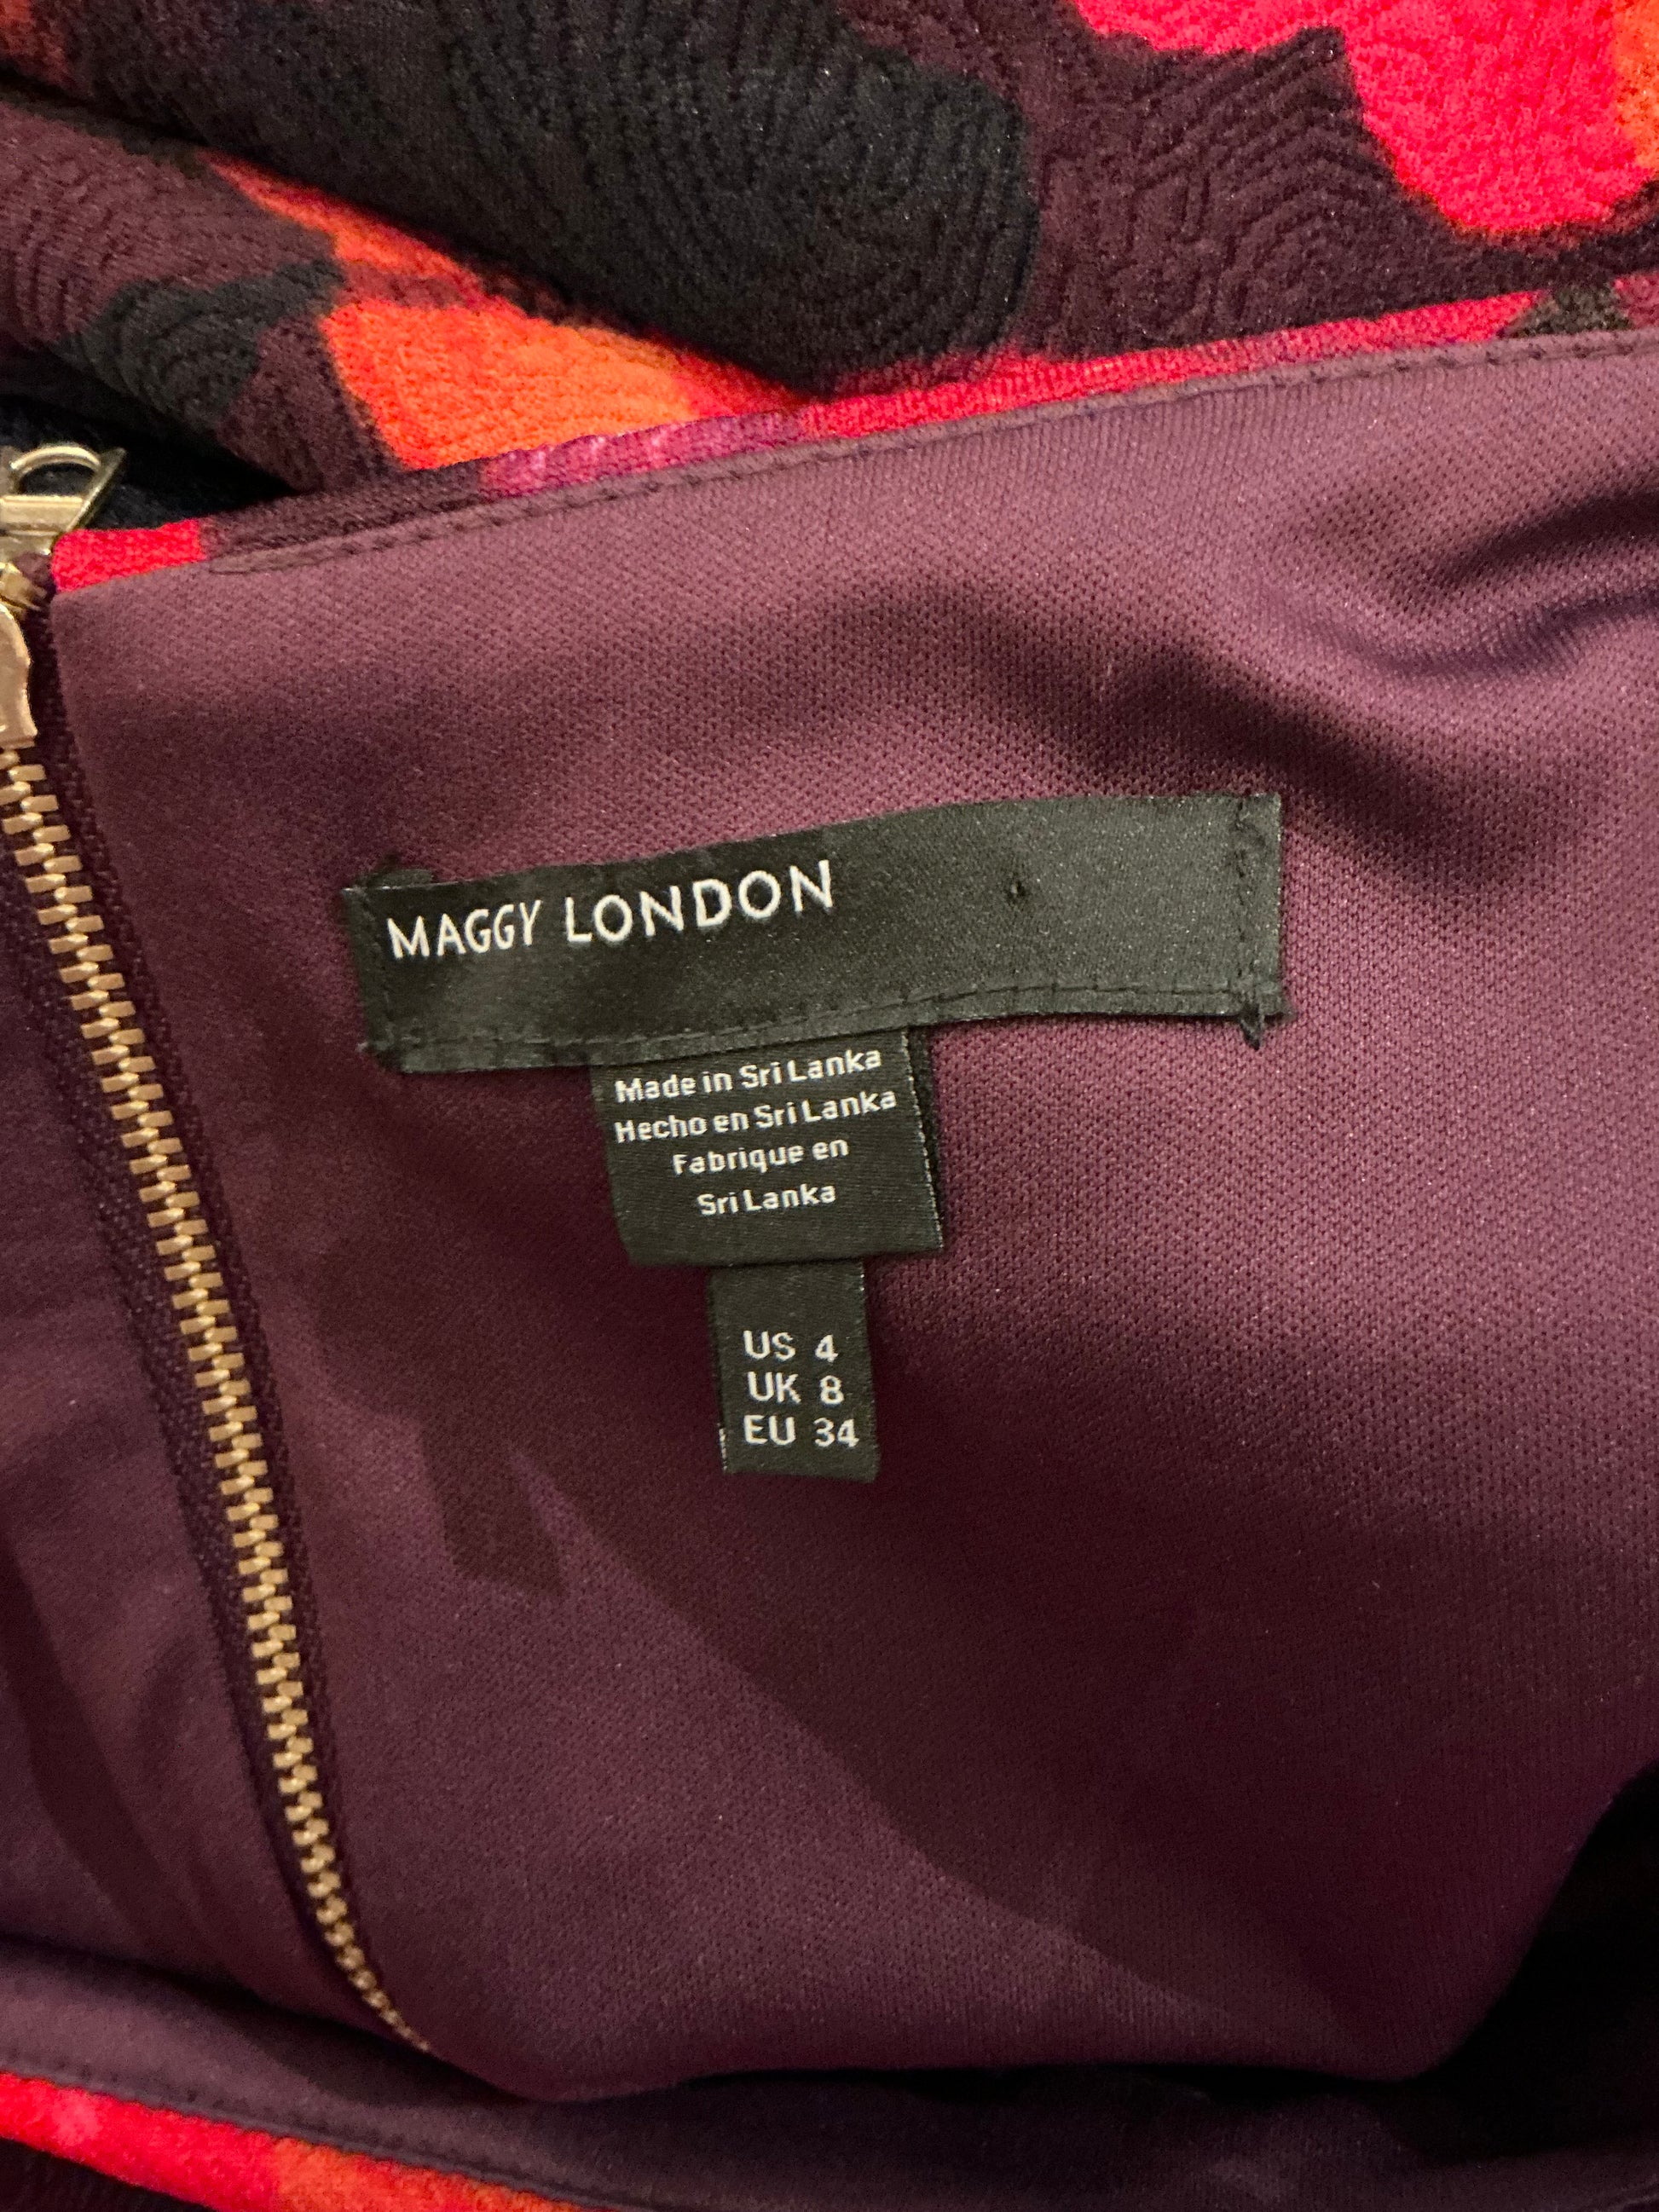 MAGGY LONDON
Made in Sri Lanka
Hecho en Sri Lanka
Fabrique en
Sri Lanka
US 4
UK 8
EU 34